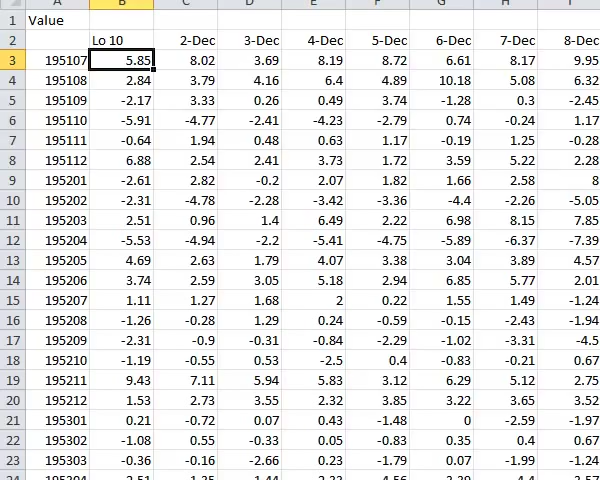 A B C D E F G H I
1 Value
2 Lo 10 2-Dec 3-Dec 4-Dec 5-Dec 6-Dec 7-Dec 8-Dec
3 195107 5.85 8.02 3.69 8.19 8.72 6.61 8.17 9.95
4 195108 2.84 3.79 4.16 6.4 4.89 10.18 5.08 6.32
5 195109 -2.17 3.33 0.26 0.49 3.74 -1.28 0.3 -2.45
6 195110 -5.91 -4.77 -2.41 -4.23 -2.79 0.74 -0.24 1.17
7 195111 -0.64 1.94 0.48 0.63 1.17 -0.19 1.25 -0.28
8 195112 6.88 2.54 2.41 3.73 1.72 3.59 5.22 2.28
9 195201 -2.61 2.82 -0.2 2.07 1.82 1.66 2.58 8
10 195202 -2.31 -4.78 -2.28 -3.42 -3.36 -4.4 -2.26 -5.05
11 195203 2.51 0.96 1.4 6.49 2.22 6.98 8.15 7.85
12 195204 -5.53 -4.94 -2.2 -5.41 -4.75 -5.89 -6.37 -7.39
13 195205 4.69 2.63 1.79 4.07 3.38 3.04 3.89 4.57
14 195206 3.74 2.59 3.05 5.18 2.94 6.85 5.77 2.01
15 195207 1.11 1.27 1.68 2 0.22 1.55 1.49 -1.24
16 195208 -1.26 -0.28 1.29 0.24 -0.59 -0.15 -2.43 -1.94
17 195209 -2.31 -0.9 -0.31 -0.84 -2.29 -1.02 -3.31 -4.5
18 195210 -1.19 -0.55 0.53 -2.5 0.4 -0.83 -0.21 0.67
19 195211 9.43 7.11 5.94 5.83 3.12 6.29 5.12 2.75
20 195212 1.53 2.73 3.55 2.32 3.85 3.22 3.65 3.52
21 195301 0.21 -0.72 0.07 0.43 -1.48 0 -2.59 -1.97
22 195302 -1.08 0.55 -0.33 0.05 -0.83 0.35 0.4 0.67
23 195303 -0.36 -0.16 -2.66 0.23 -1.79 0.07 -1.99 -1.24